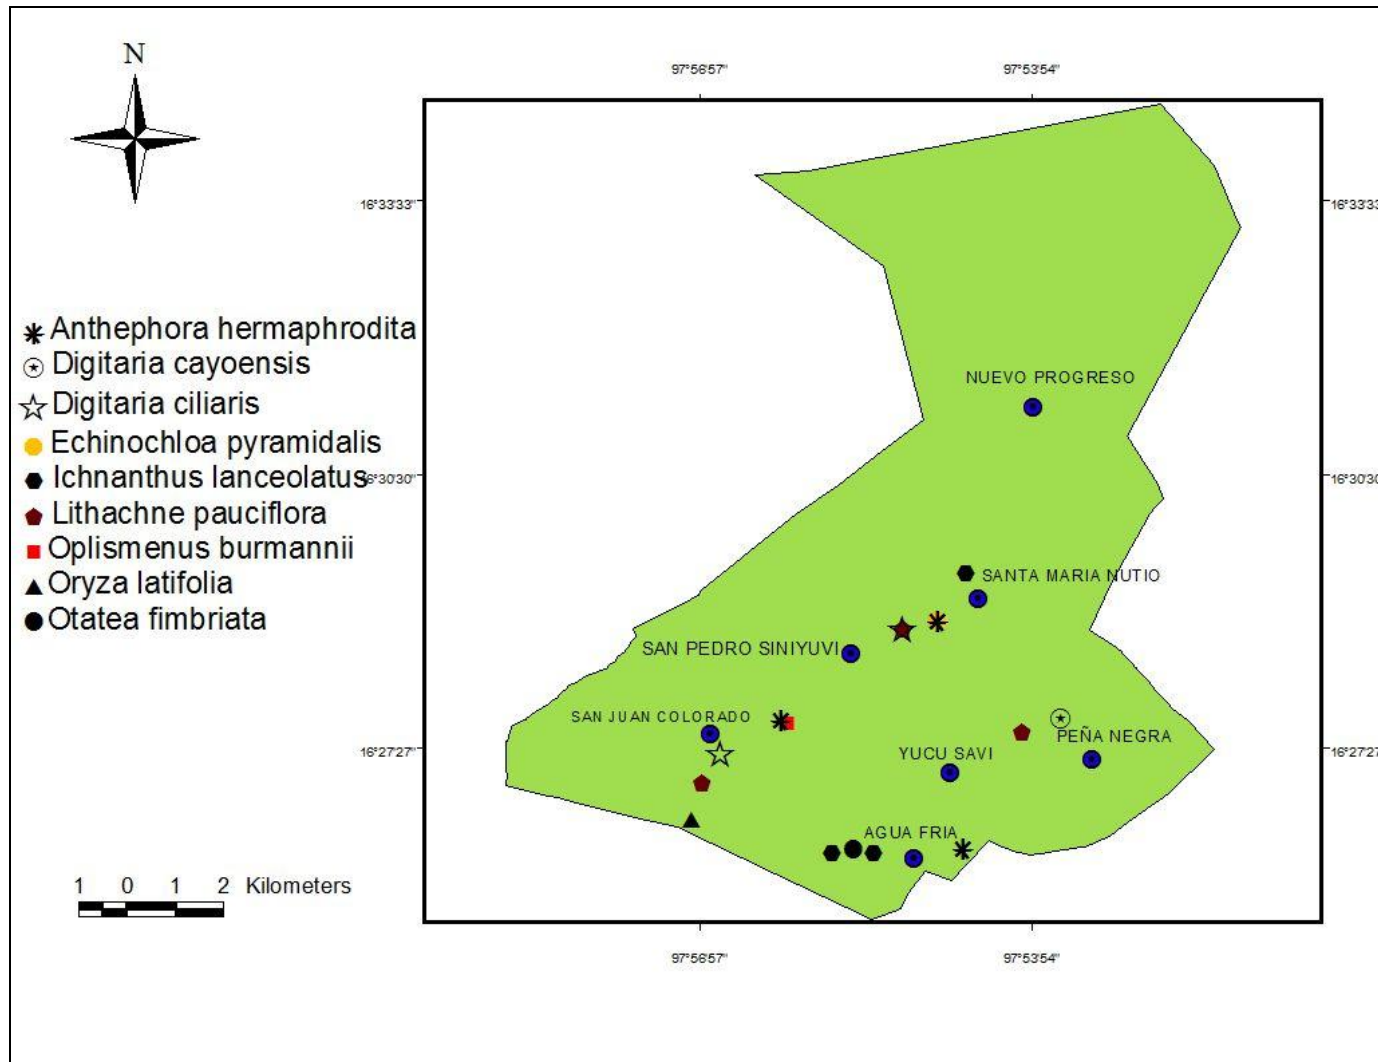 N
97°56'57"
97°53'54"
16°33'33"
16°33'33
Anthephora hermaphrodita
Digitaria cayoensis
Digitaria ciliaris
Echinochloa pyramidalis
Ichnanthus lanceolatus
Lithachne pauciflora
Oplismenus burmannii
Oryza latifolia
Otatea fimbriata
NUEVO PROGRESO
16°30'30"
16°30'30
SANTA MARIA NUTIO
SAN PEDRO SINIYUVI
SAN JUAN COLORADO
PEÑA NEGRA
16°27'27"
16°27'27
YUCU SAVI
AGUA FRIA
1 0 1 2 Kilometers
97°56'57"
97°53'54"